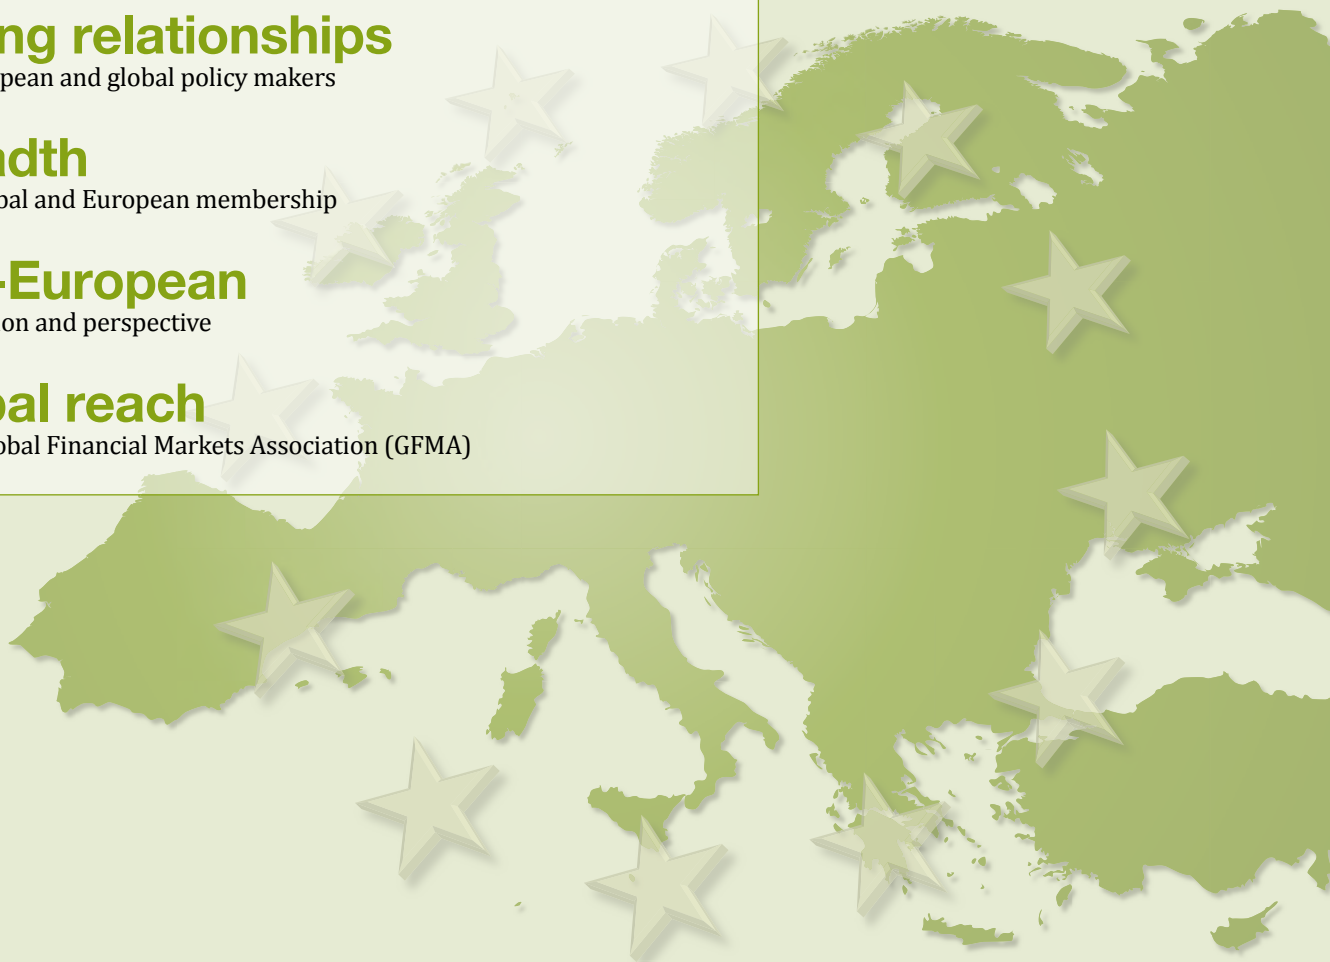 ng relationships
pean and global policy makers
adth
bal and European membership
-European
on and perspective
bal reach
obal Financial Markets Association (GFMA)